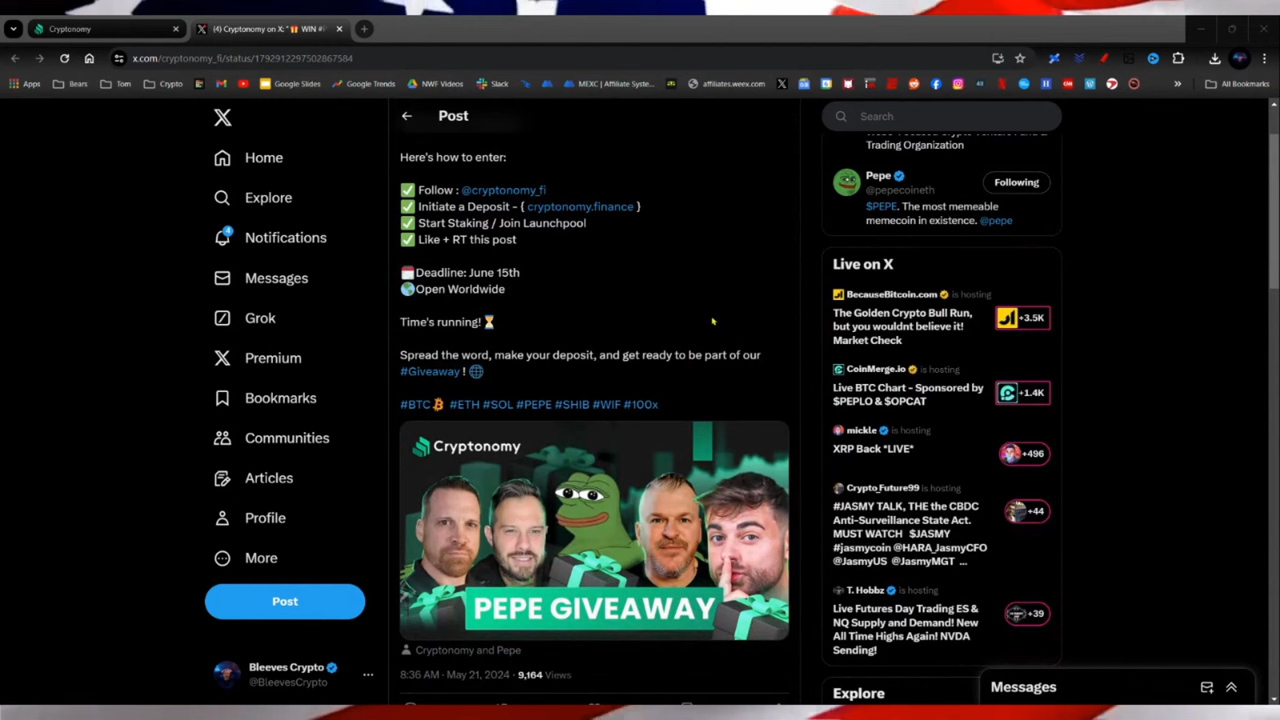 Cryptonomy
(4) Cryptonomy on X: "🎁 WIN #
x.com/cryptonomy_fi/status/1792912297502867584
Apps
Bears
Tom
Crypto
Google Slides
Google Trends
NWF Videos
Slack
MEXC | Affiliate Syste...
affiliates.weex.com
»
All Bookmarks
Home
Explore
4
Notifications
Messages
Grok
Premium
Bookmarks
Communities
Articles
Profile
More
Post
Bleeves Crypto
@BleevesCrypto
Post
Here's how to enter:
✅ Follow : @cryptonomy_fi
✅ Initiate a Deposit - { cryptonomy.finance }
✅ Start Staking / Join Launchpool
✅ Like + RT this post
🗓️Deadline: June 15th
🌎Open Worldwide
Time's running! ⏳
Spread the word, make your deposit, and get ready to be part of our
#Giveaway ! 🌐
#BTC #ETH #SOL #PEPE #SHIB #WIF #100x
Cryptonomy
PEPE GIVEAWAY
Cryptonomy and Pepe
8:36 AM · May 21, 2024 · 9,164 Views
Search
Trading Organization
Pepe
@pepecoineth
Following
$PEPE. The most memeable
memecoin in existence. @pepe
Live on X
BecauseBitcoin.com is hosting
The Golden Crypto Bull Run,
but you wouldnt believe it!
Market Check
+3.5K
CoinMerge.io is hosting
Live BTC Chart - Sponsored by
$PEPLO & $OPCAT
+1.4K
mickle is hosting
XRP Back *LIVE*
+496
Crypto_Future99 is hosting
#JASMY TALK, THE the CBDC
Anti-Surveillance State Act.
MUST WATCH $JASMY
#jasmycoin @HARA_JasmyCFO
@JasmyUS @JasmyMGT ...
+44
T. Hobbz is hosting
Live Futures Day Trading ES &
NQ Supply and Demand! New
All Time Highs Again! NVDA
Sending!
+39
Explore
Messages